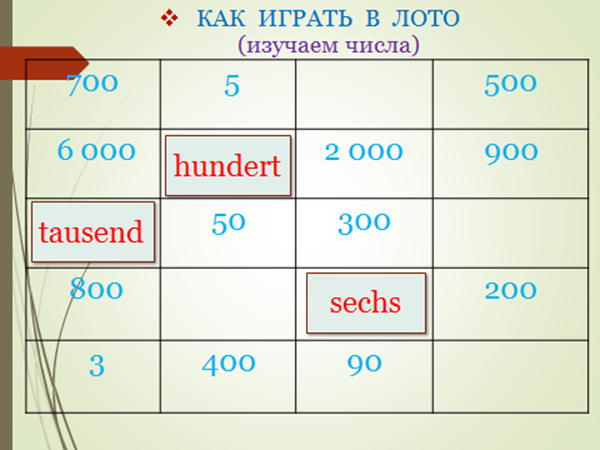 ❖ КАК ИГРАТЬ В ЛОТО
(изучаем числа)
700 5 500
6 000 hundert 2 000 900
tausend 50 300
800 sechs 200
3 400 90